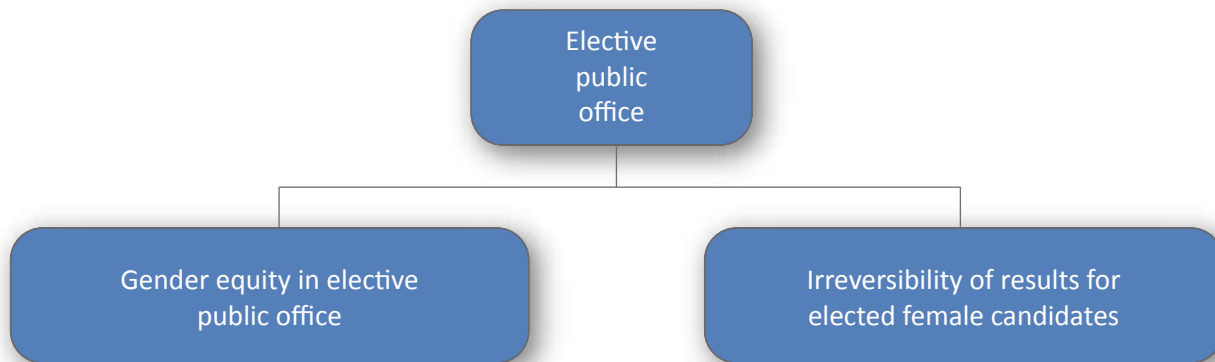 Elective
public
office
Gender equity in elective
public office
Irreversibility of results for
elected female candidates